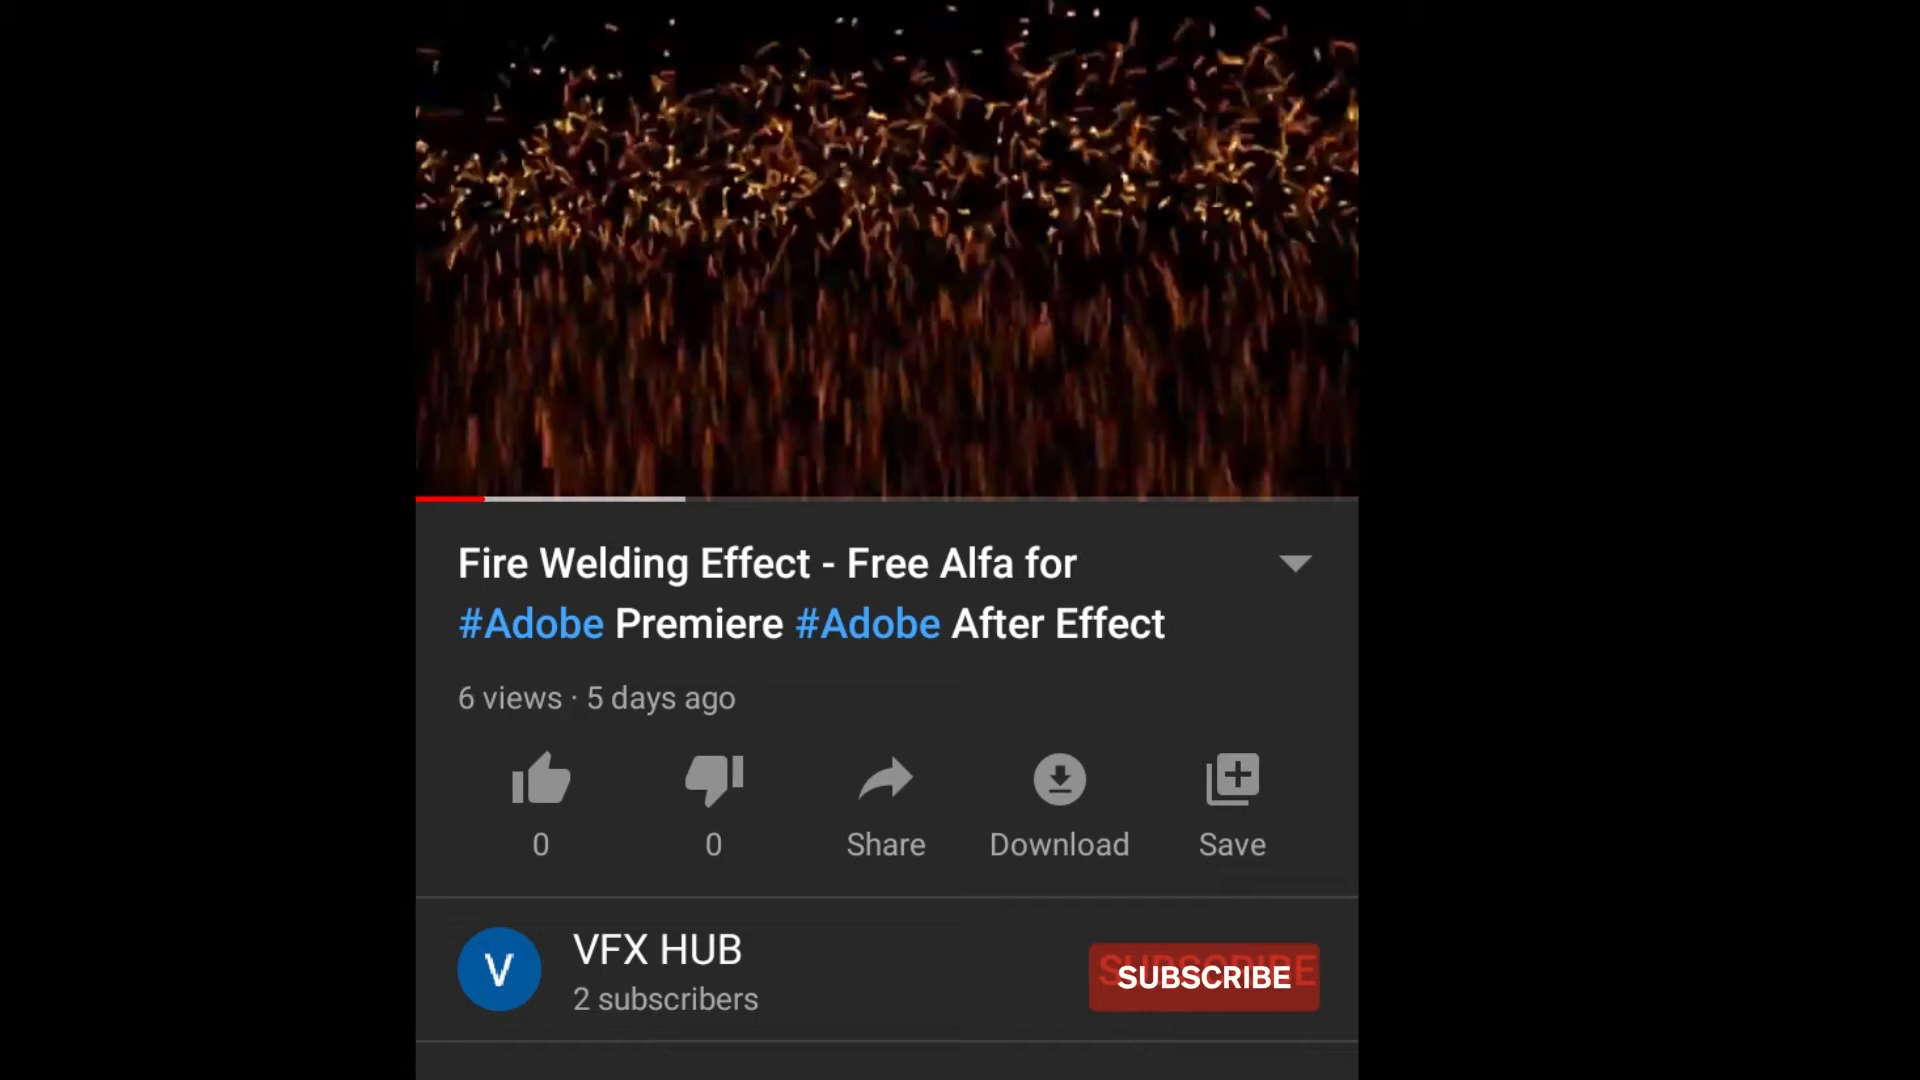 Fire Welding Effect - Free Alfa for
#Adobe Premiere #Adobe After Effect
6 views · 5 days ago
0 0 Share Download Save
V
VFX HUB
2 subscribers
SUBSCRIBE
SUBSCRIBE